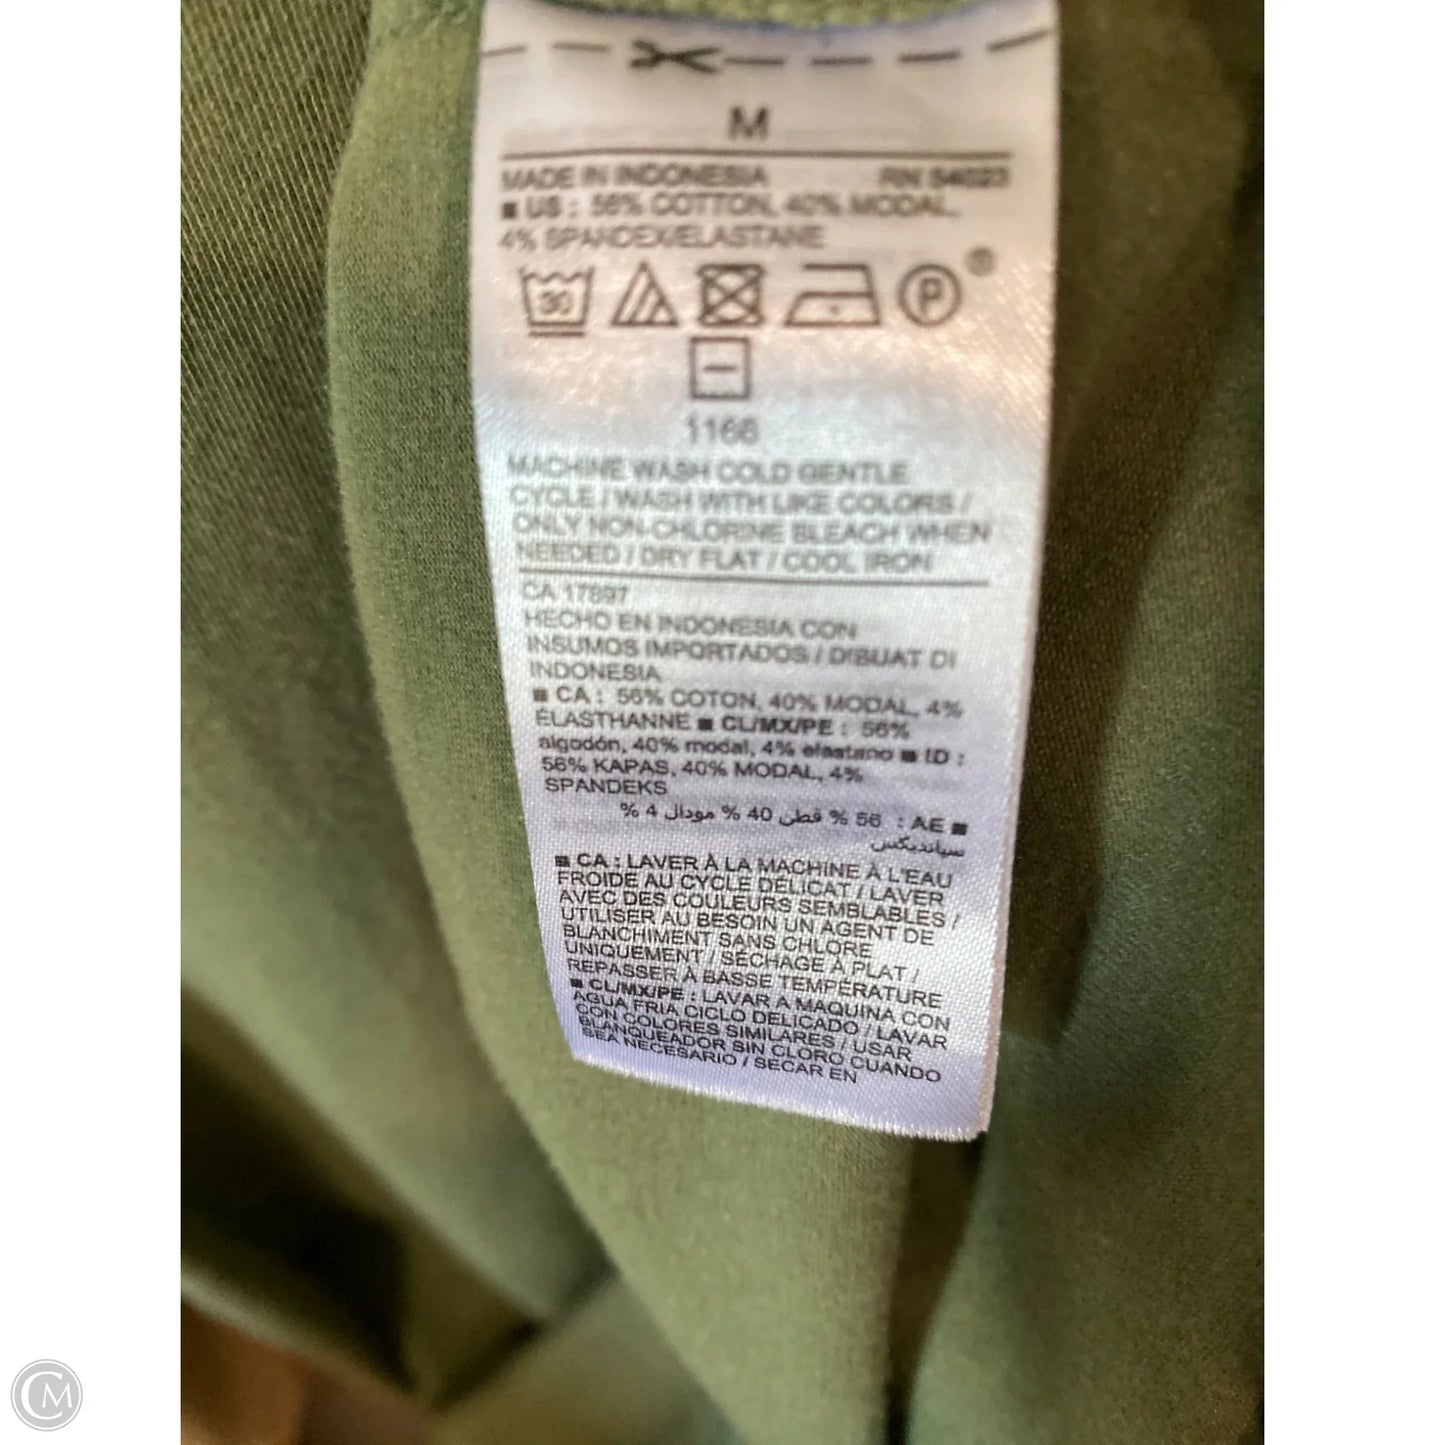 M
MADE IN INDONESIA RN 54023
■ US : 56% COTTON, 40% MODAL,
4% SPANDEX/ELASTANE
30
P
®
1166
MACHINE WASH COLD GENTLE
CYCLE / WASH WITH LIKE COLORS /
ONLY NON-CHLORINE BLEACH WHEN
NEEDED / DRY FLAT / COOL IRON
CA 17897
HECHO EN INDONESIA CON
INSUMOS IMPORTADOS / DIBUAT DI
INDONESIA
■ CA : 56% COTON, 40% MODAL, 4%
ÉLASTHANNE ■ CL/MX/PE : 56%
algodón, 40% modal, 4% elastano ■ ID :
56% KAPAS, 40% MODAL, 4%
SPANDEKS
■ AE : 56 % قطن 40 % مودال 4 %
سباندیکس
■ CA : LAVER À LA MACHINE À L'EAU
FROIDE AU CYCLE DÉLICAT / LAVER
AVEC DES COULEURS SEMBLABLES /
UTILISER AU BESOIN UN AGENT DE
BLANCHIMENT SANS CHLORE
UNIQUEMENT / SÉCHAGE À PLAT /
REPASSER À BASSE TEMPÉRATURE
■ CL/MX/PE : LAVAR A MAQUINA CON
AGUA FRIA CICLO DELICADO / LAVAR
CON COLORES SIMILARES / USAR
BLANQUEADOR SIN CLORO CUANDO
SEA NECESARIO / SECAR EN
CM